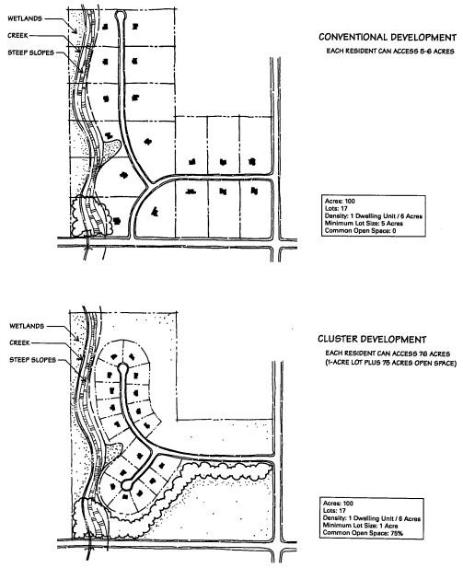 WETLANDS
CREEK
STEEP SLOPES
CONVENTIONAL DEVELOPMENT
EACH RESIDENT CAN ACCESS 5-6 ACRES
Acres: 100
Lots: 17
Density: 1 Dwelling Unit / 6 Acres
Minimum Lot Size: 5 Acres
Common Open Space: 0
WETLANDS
CREEK
STEEP SLOPES
CLUSTER DEVELOPMENT
EACH RESIDENT CAN ACCESS 76 ACRES
(1-ACRE LOT PLUS 75 ACRES OPEN SPACE)
Acres: 100
Lots: 17
Density: 1 Dwelling Unit / 6 Acres
Minimum Lot Size: 1 Acre
Common Open Space: 75%